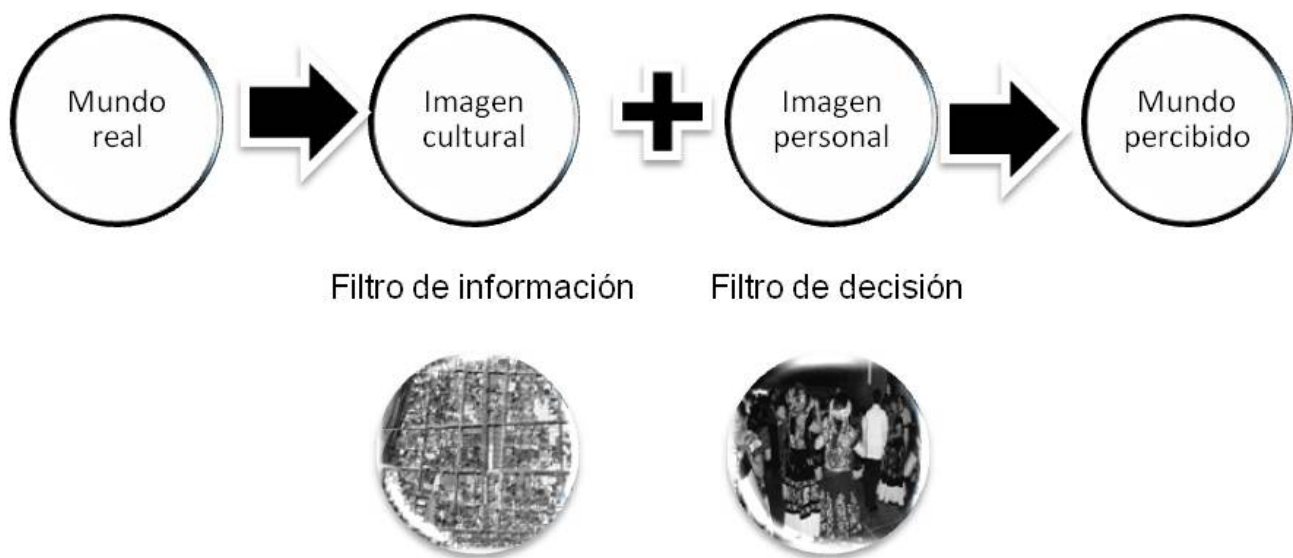 Mundo
real
Imagen
cultural
Imagen
personal
Mundo
percibido
Filtro de información
Filtro de decisión